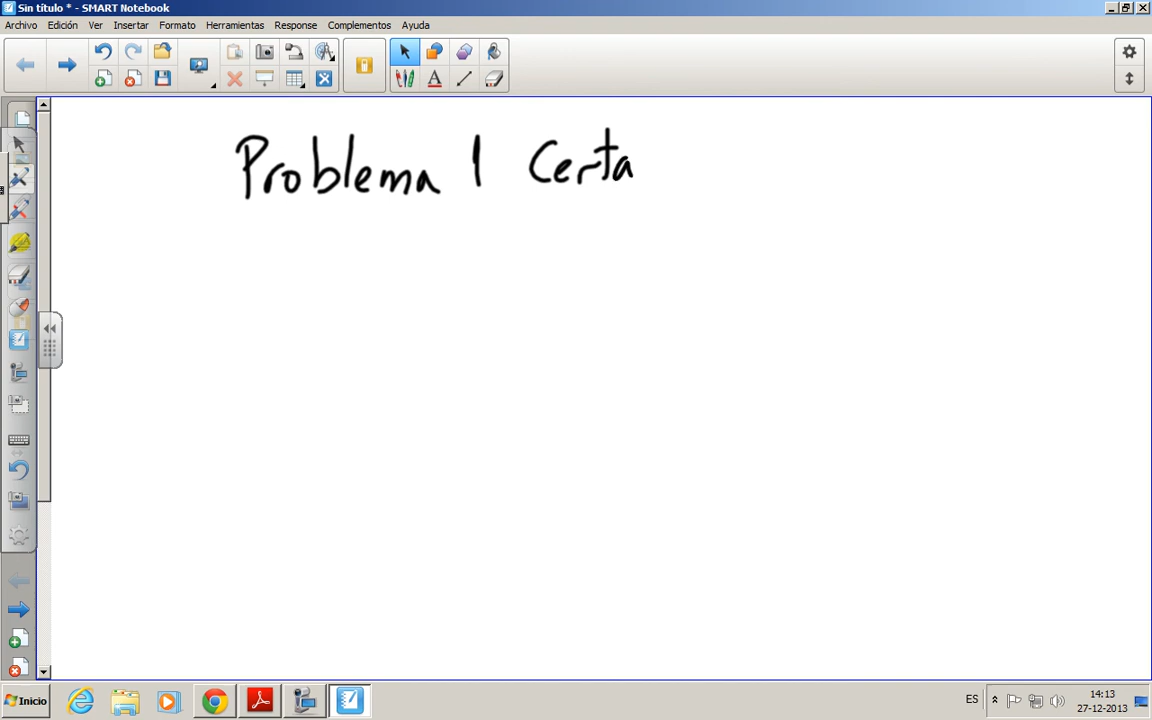 Sin título * - SMART Notebook
Archivo Edición Ver Insertar Formato Herramientas Response Complementos Ayuda
Problema 1 Certa
Inicio
ES
14:13
27-12-2013